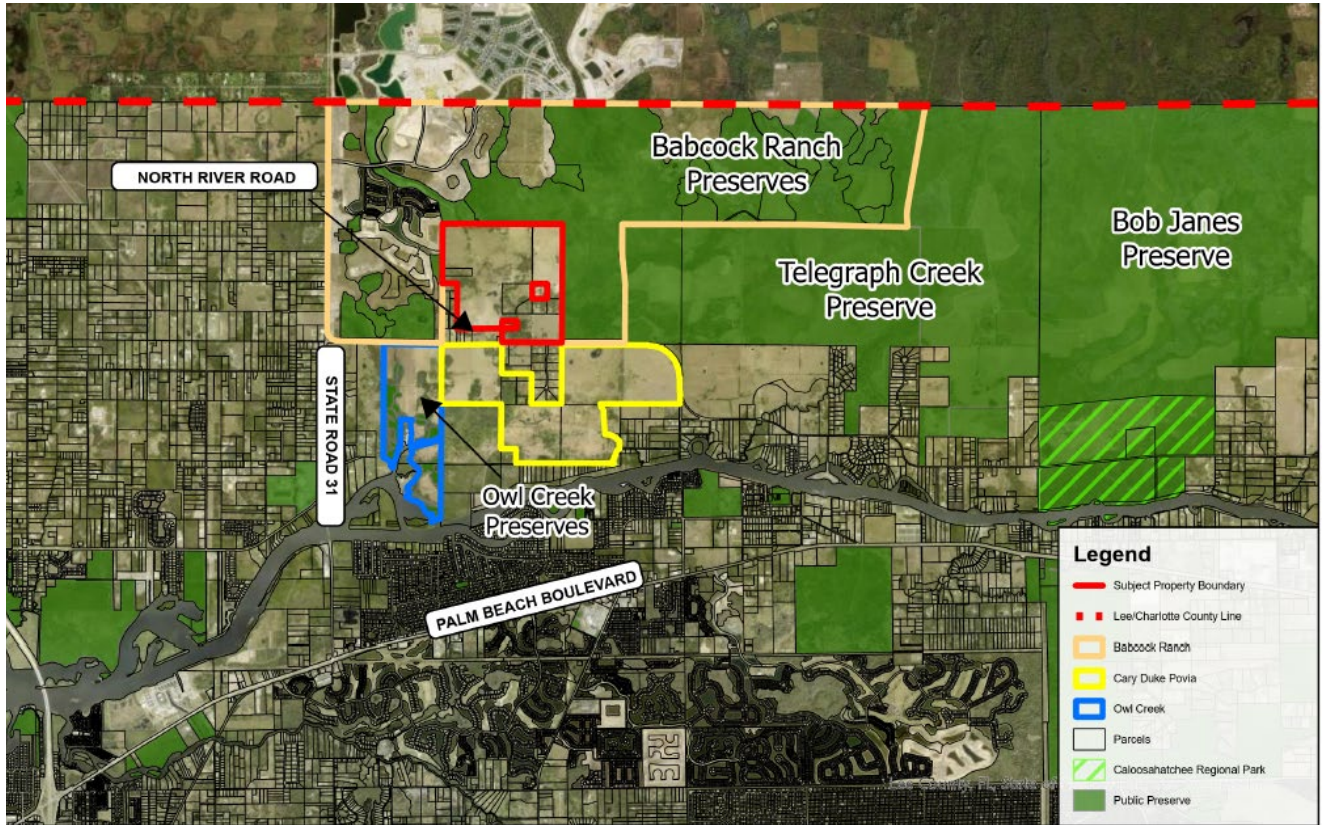 Babcock Ranch
Preserves
NORTH RIVER ROAD
Bob Janes
Preserve
Telegraph Creek
Preserve
STATE ROAD 31
Owl Creek
Preserves
PALM BEACH BOULEVARD
Legend
Subject Property Boundary
Lee/Charlotte County Line
Babcock Ranch
Cary Duke Povia
Owl Creek
Parcels
Caloosahatchee Regional Park
Public Preserve